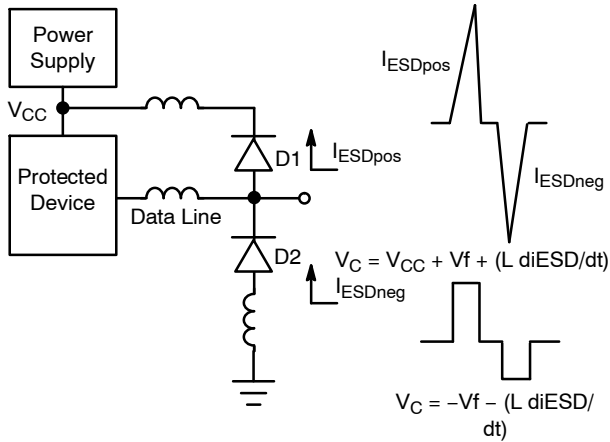 Power
Supply
VCC
Protected
Device
Data Line
D1
IESDpos
D2
IESDneg
IESDpos
IESDneg
VC = VCC + Vf + (L diESD/dt)
VC = −Vf − (L diESD/
dt)